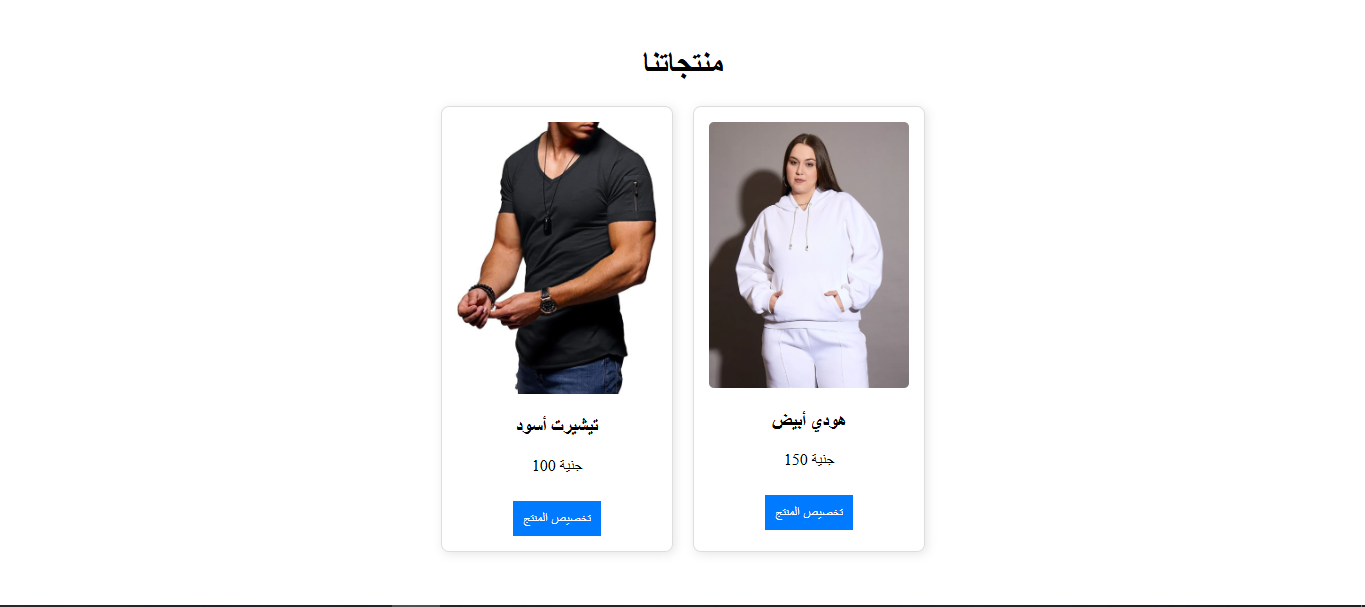 منتجاتنا
هودي أبيض
150 جنية
تخصيص المنتج
تيشيرت أسود
100 جنية
تخصيص المنتج